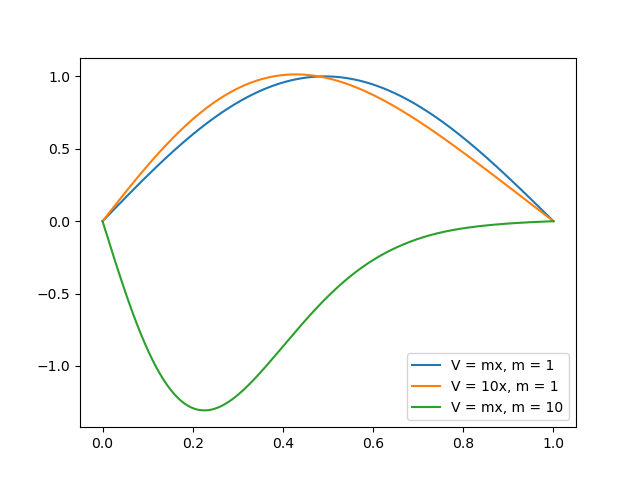 1.0
0.5
0.0
−0.5
−1.0
0.0 0.2 0.4 0.6 0.8 1.0
V = mx, m = 1
V = 10x, m = 1
V = mx, m = 10